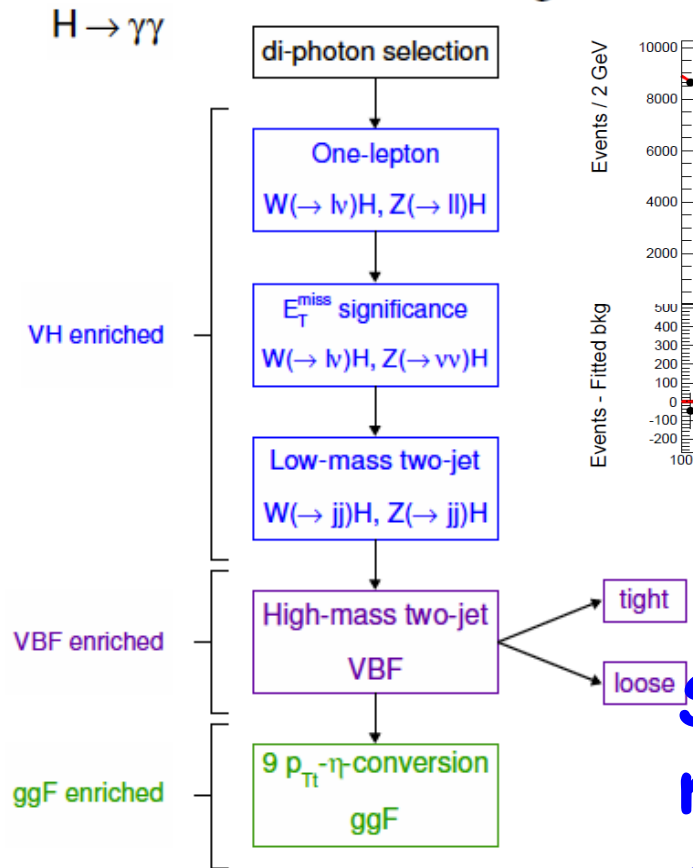 H → γγ
di-photon selection
One-lepton
W(→ lν)H, Z(→ ll)H
E_T^miss significance
W(→ lν)H, Z(→ νν)H
VH enriched
Low-mass two-jet
W(→ jj)H, Z(→ jj)H
High-mass two-jet
VBF
VBF enriched
tight
loose
9 p_Tt-η-conversion
ggF
ggF enriched
Events / 2 GeV
10000
8000
6000
4000
2000
Events - Fitted bkg
500
400
300
200
100
0
-100
-200
100